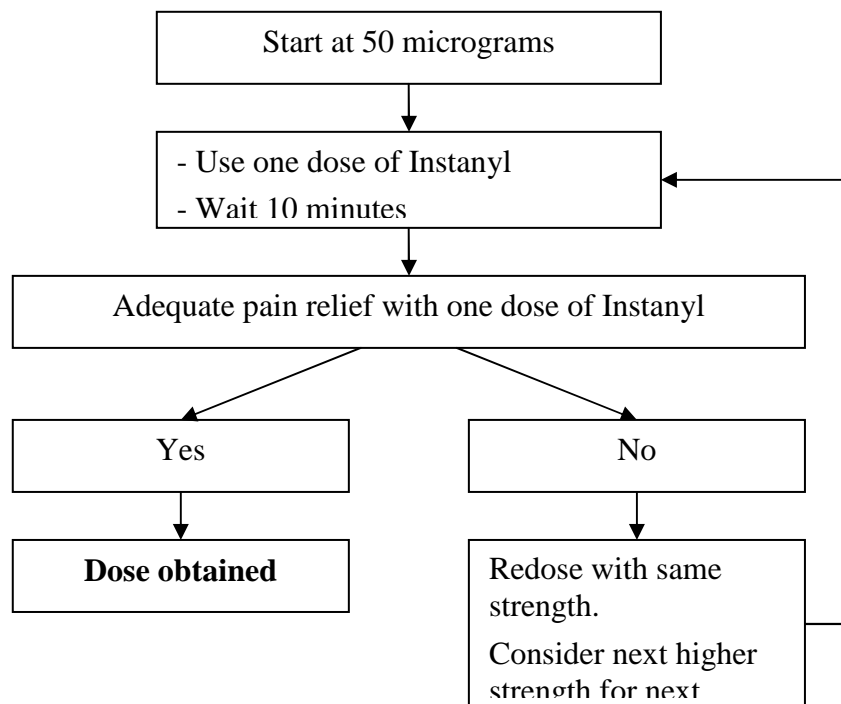 Start at 50 micrograms
- Use one dose of Instanyl
- Wait 10 minutes
Adequate pain relief with one dose of Instanyl
Yes
No
Dose obtained
Redose with same
strength.
Consider next higher
strength for next